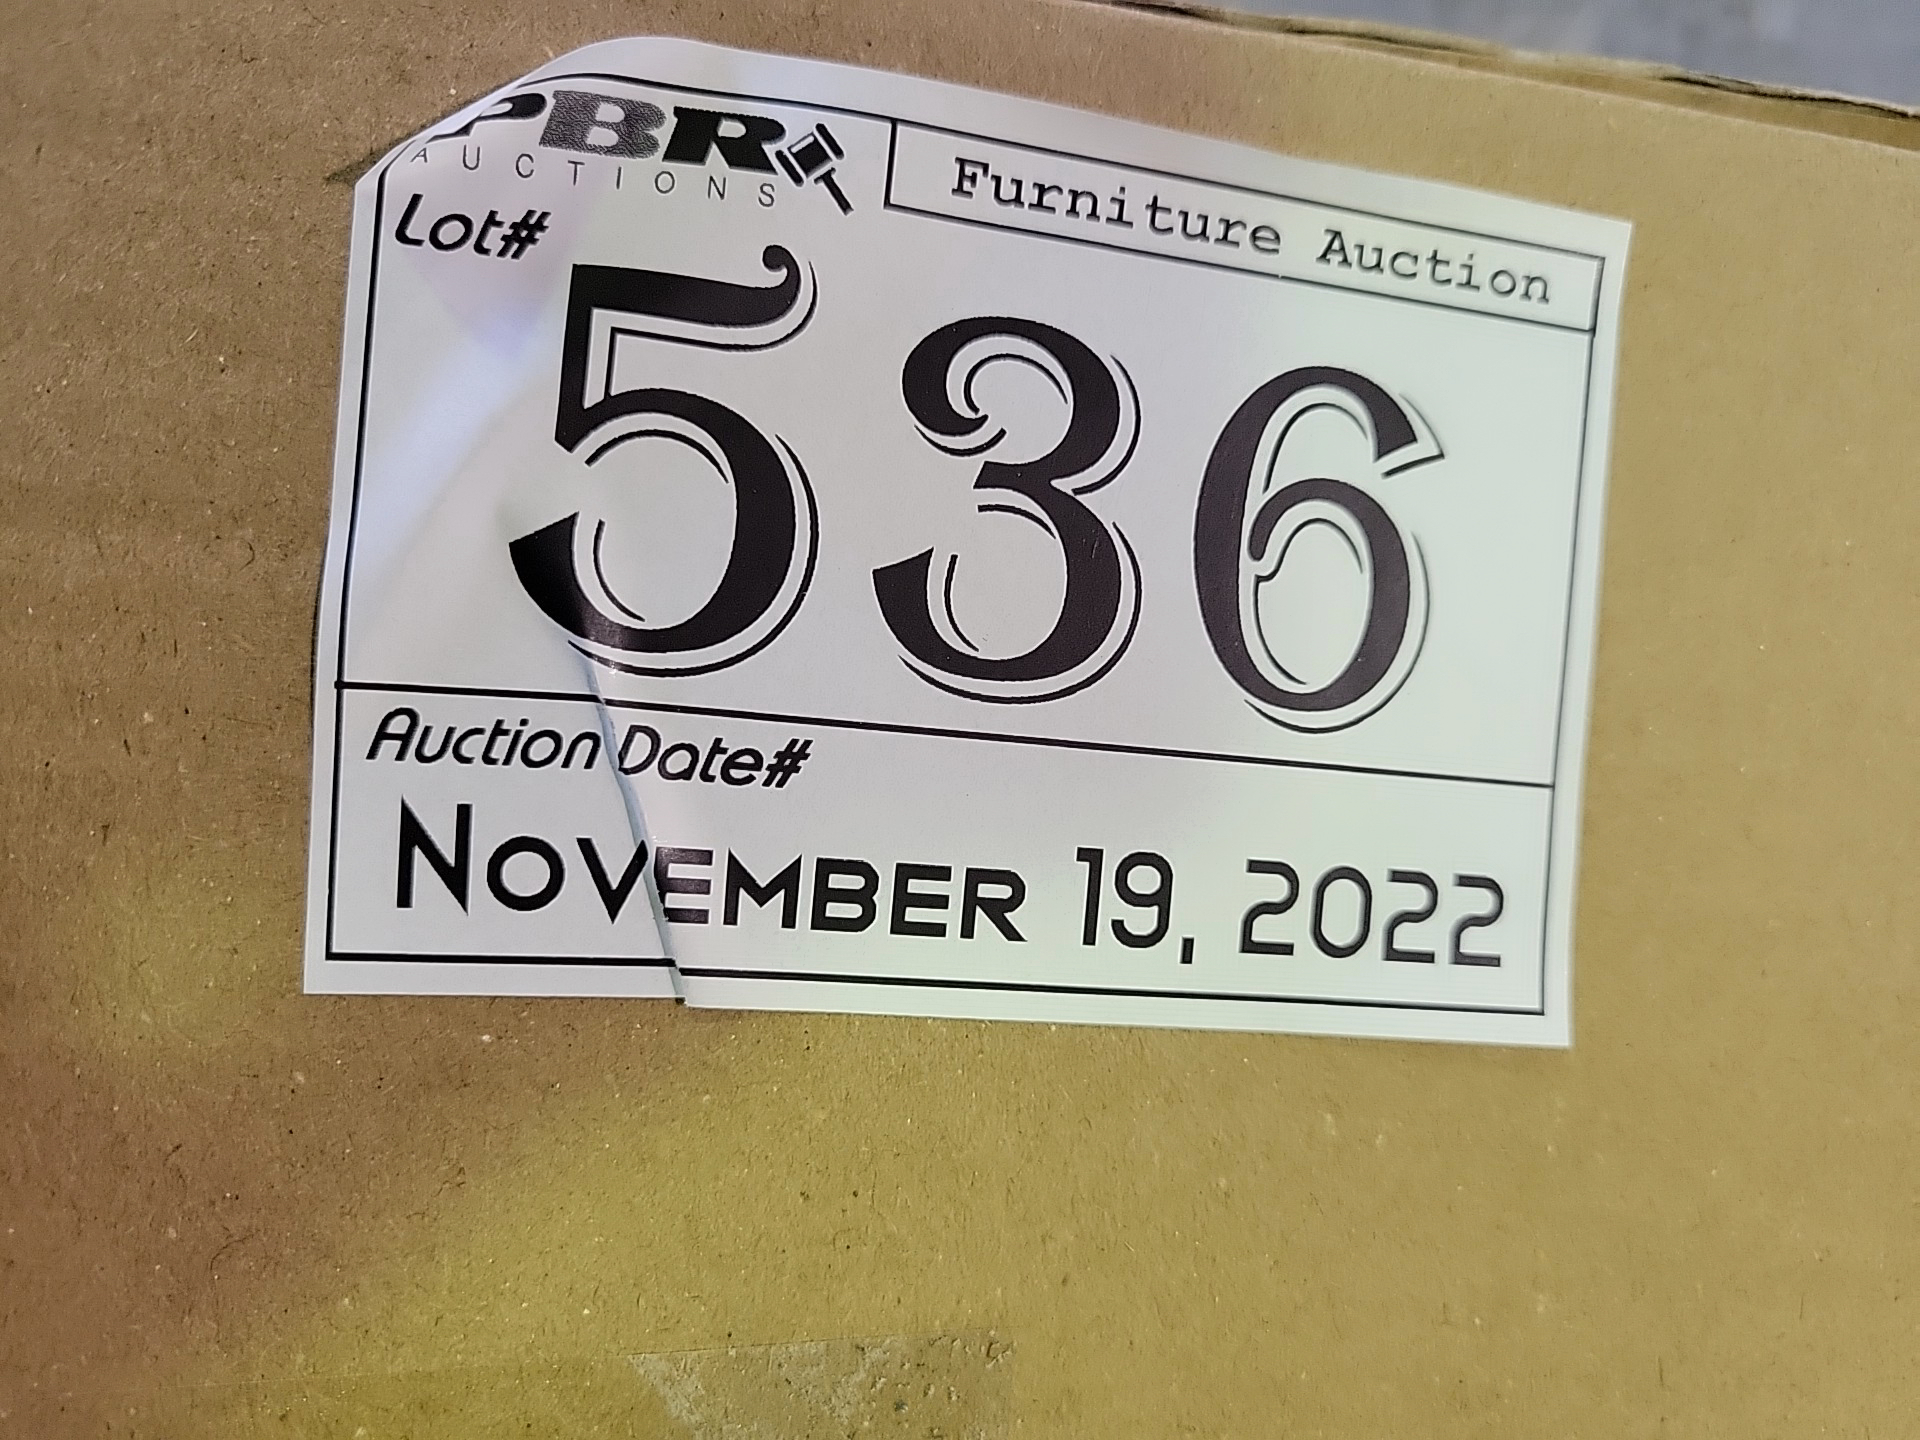 PBR
AUCTIONS
Furniture Auction
Lot#
536
Auction Date#
NOVEMBER 19, 2022